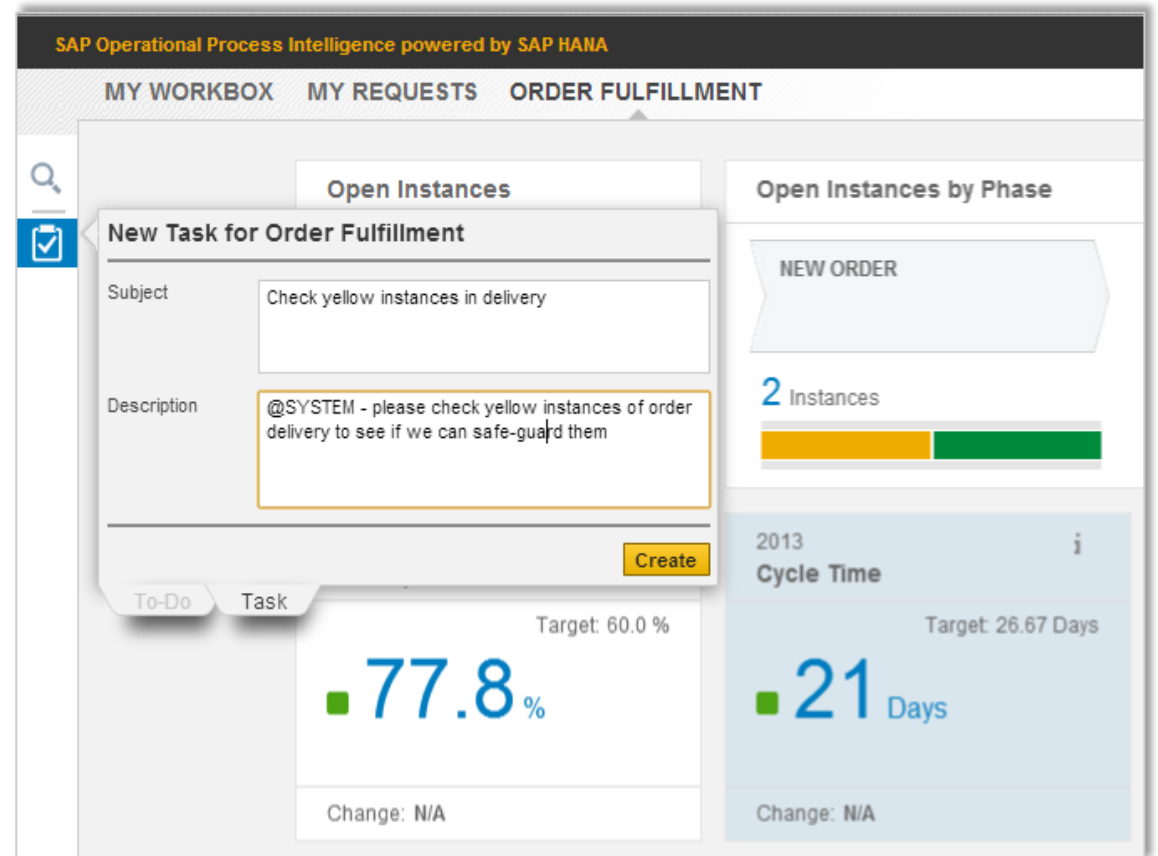 SAP Operational Process Intelligence powered by SAP HANA
MY WORKBOX MY REQUESTS ORDER FULFILLMENT
Open Instances
Open Instances by Phase
New Task for Order Fulfillment
Subject
Check yellow instances in delivery
Description
@SYSTEM - please check yellow instances of order
delivery to see if we can safe-guard them
Create
To-Do
Task
NEW ORDER
2 Instances
Target: 60.0 %
77.8 %
Change: N/A
2013
i
Cycle Time
Target: 26.67 Days
21 Days
Change: N/A